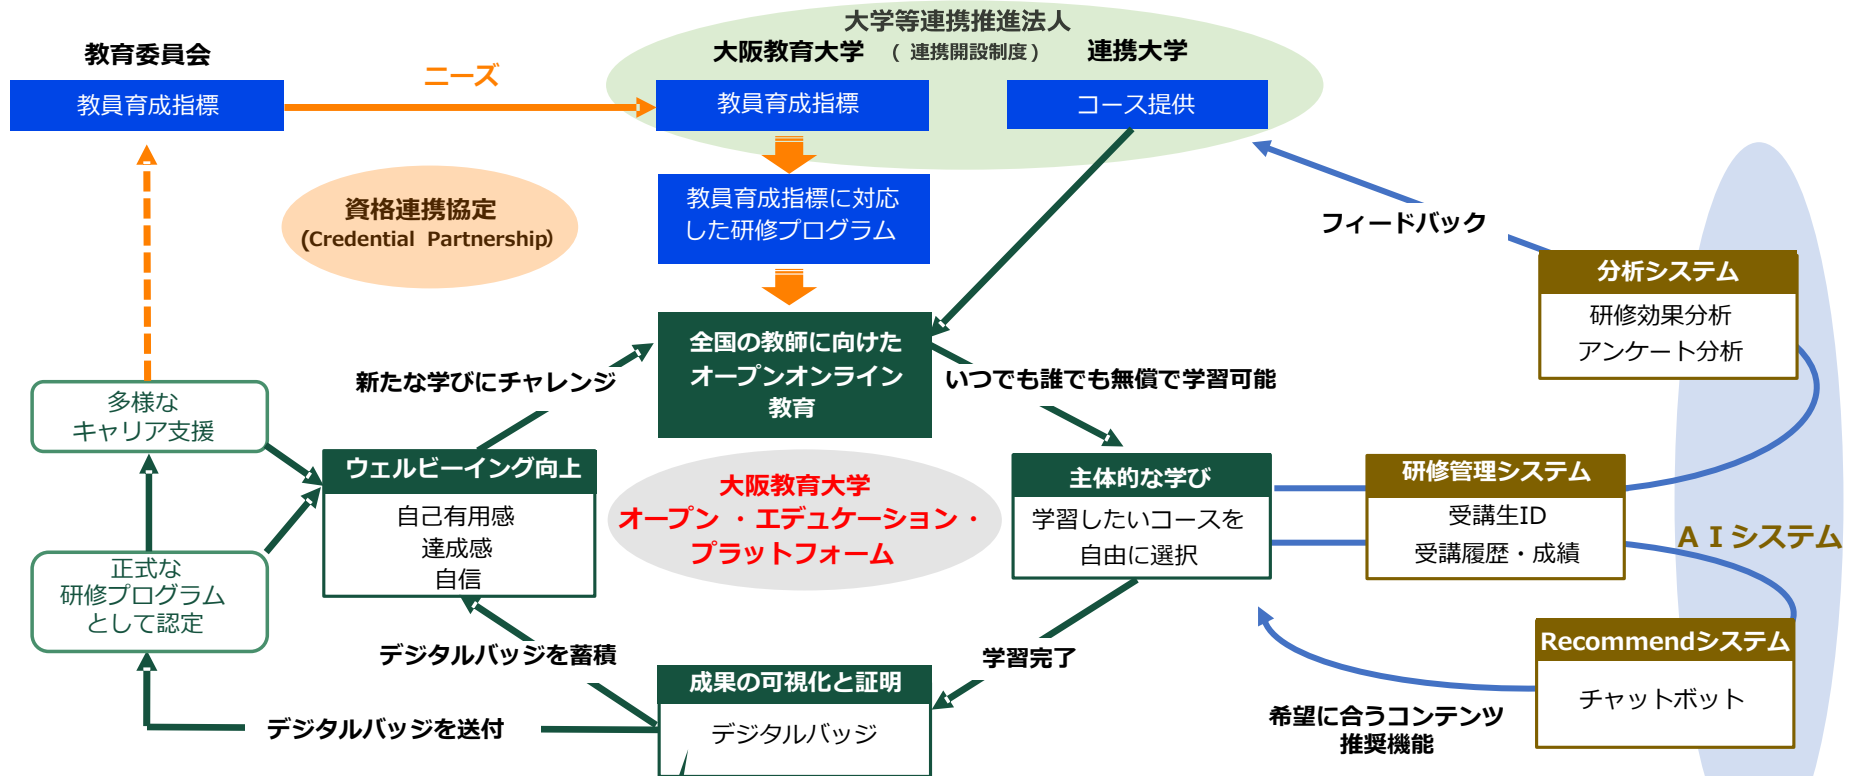 大学等連携推進法人
教育委員会
大阪教育大学 ( 連携開設制度 ) 連携大学
ニーズ
教員育成指標
教員育成指標
コース提供
資格連携協定
(Credential Partnership)
教員育成指標に対応
した研修プログラム
フィードバック
分析システム
研修効果分析
アンケート分析
全国の教師に向けた
オープンオンライン
教育
新たな学びにチャレンジ
いつでも誰でも無償で学習可能
多様な
キャリア支援
ウェルビーイング向上
自己有用感
達成感
自信
大阪教育大学
オープン ・エデュケーション・
プラットフォーム
主体的な学び
学習したいコースを
自由に選択
研修管理システム
受講生ID
受講履歴・成績
AIシステム
正式な
研修プログラム
として認定
デジタルバッジを蓄積
学習完了
Recommendシステム
チャットボット
成果の可視化と証明
デジタルバッジ
デジタルバッジを送付
希望に合うコンテンツ
推奨機能